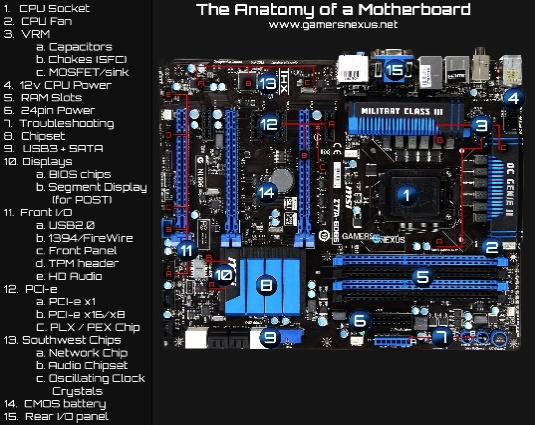 The Anatomy of a Motherboard
www.gamersnexus.net
1. CPU Socket
2. CPU Fan
3. VRM
a. Capacitors
b. Chokes (SFC)
c. MOSFET/sink
4. 12v CPU Power
5. RAM Slots
6. 24pin Power
7. Troubleshooting
8. Chipset
9. USB3 + SATA
10. Displays
a. BIOS chips
b. Segment Display
(for POST)
11. Front I/O
a. USB2.0
b. 1394/FireWire
c. Front Panel
d. TPM header
e. HD Audio
12. PCI-e
a. PCI-e x1
b. PCI-e x16/x8
c. PLX / PEX Chip
13. Southwest Chips
a. Network Chip
b. Audio Chipset
c. Oscillating Clock
Crystals
14. CMOS battery
15. Rear I/O panel
15
13
4
MILITARY CLASS III
12
3
14
1
OC GENIE II
GAMERS NEXUS
2
11
10
5
8
6
9
7